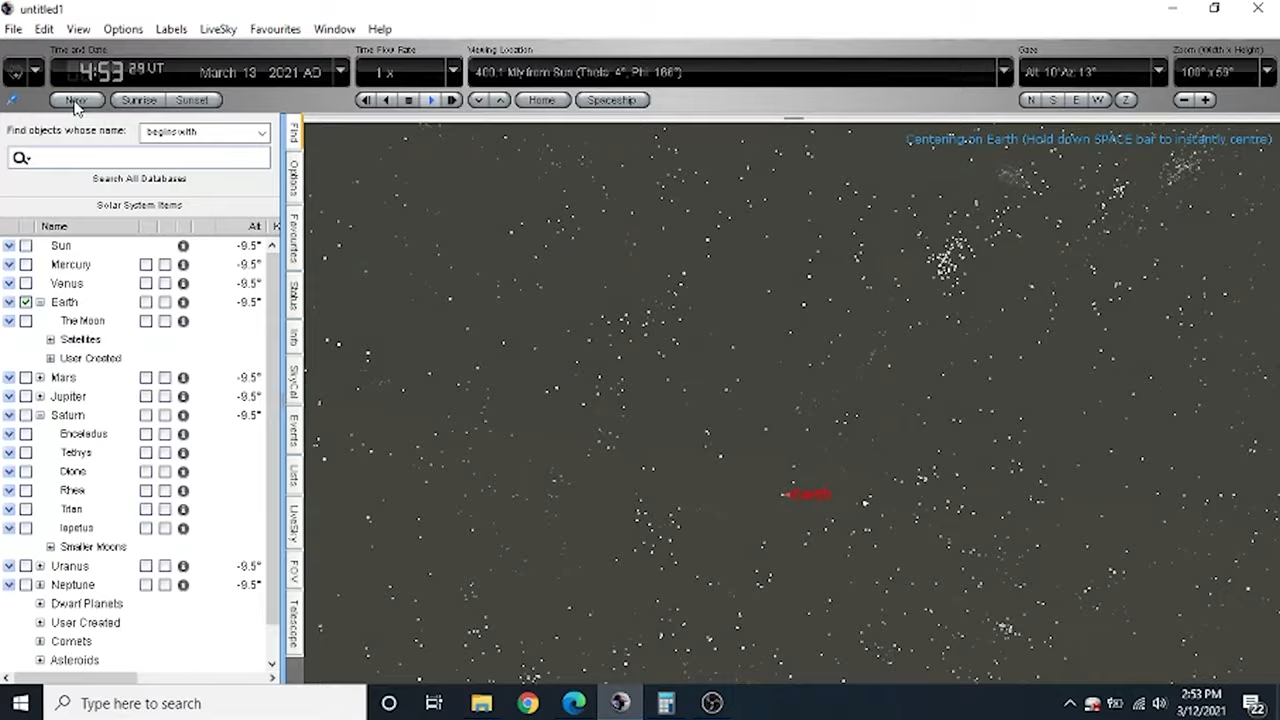 untitled1
File Edit View Options Labels LiveSky Favourites Window Help
Time and Date Time Flow Rate Viewing Location Gaze Zoom (Width x Height)
4:53 29 UT March 13 2021 AD 1 x 400.1 Mly from Sun (Theta: 4°, Phi: 166°) Alt: 10° Az: 13° 100° x 59°
Now Sunrise Sunset Home Spaceship N S E W Z
Find objects whose name: begins with
Search All Databases
Solar System Items
Name Alt
Sun -9.5°
Mercury -9.5°
Venus -9.5°
Earth -9.5°
The Moon
Satellites
User Created
Mars -9.5°
Jupiter -9.5°
Saturn -9.5°
Enceladus
Tethys
Dione
Rhea
Titan
Iapetus
Smaller Moons
Uranus -9.5°
Neptune -9.5°
Dwarf Planets
User Created
Comets
Asteroids
Find
Options
Favourites
Status
Info
SkyCal
Events
Lists
LiveSky
FOV
Telescope
Centering on Earth (Hold down SPACE bar to instantly centre)
Earth
Type here to search
2:53 PM
3/12/2021
22